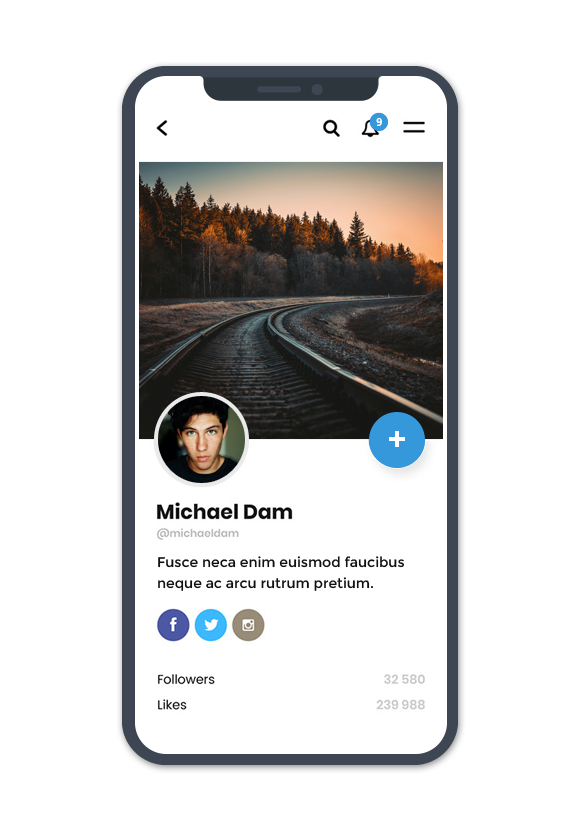 9
Michael Dam
@michaeldam
Fusce neca enim euismod faucibus
neque ac arcu rutrum pretium.
Followers 32 580
Likes 239 988